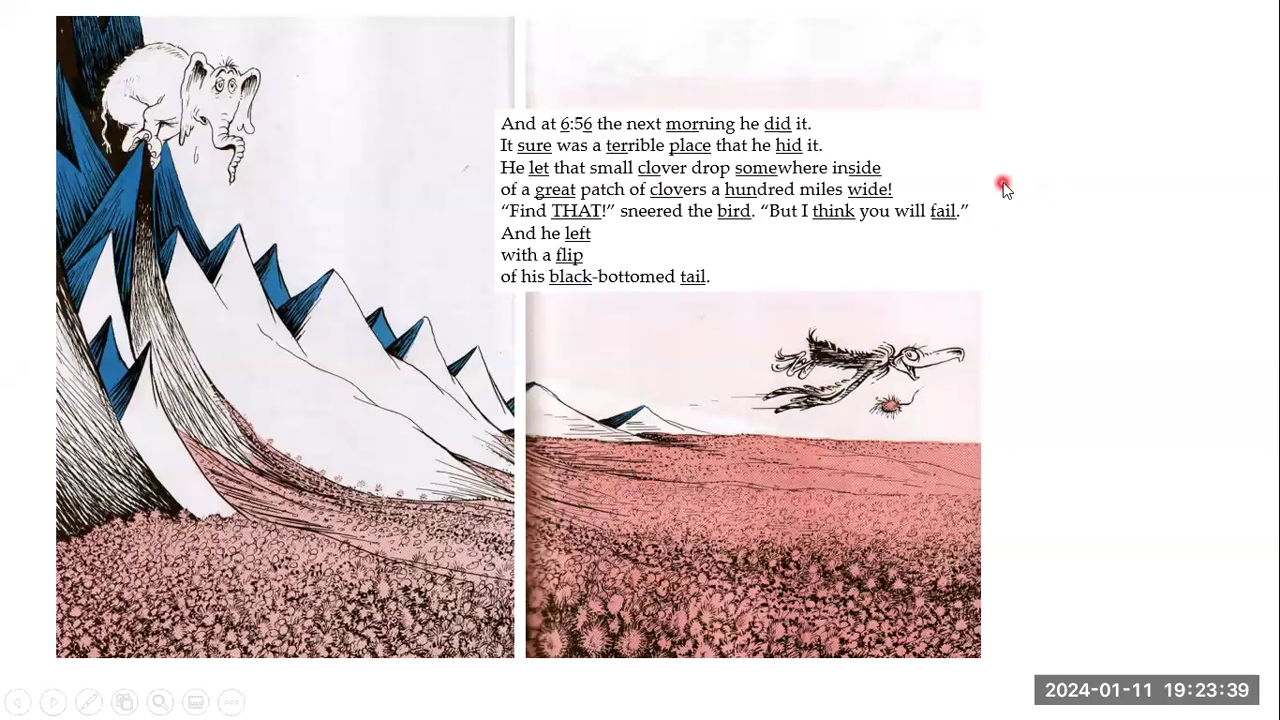 And at 6:56 the next morning he did it.
It sure was a terrible place that he hid it.
He let that small clover drop somewhere inside
of a great patch of clovers a hundred miles wide!
“Find THAT!” sneered the bird. “But I think you will fail.”
And he left
with a flip
of his black-bottomed tail.
2024-01-11 19:23:39